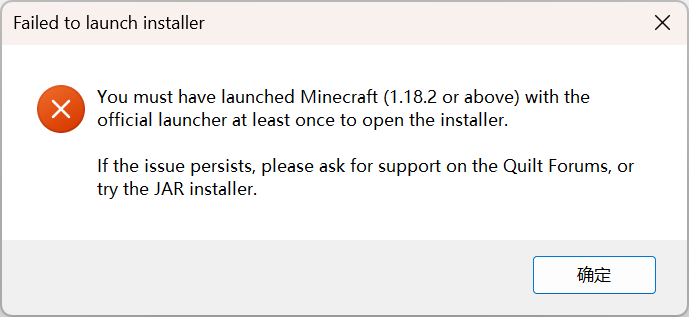 Failed to launch installer
You must have launched Minecraft (1.18.2 or above) with the
official launcher at least once to open the installer.
If the issue persists, please ask for support on the Quilt Forums, or
try the JAR installer.
确定